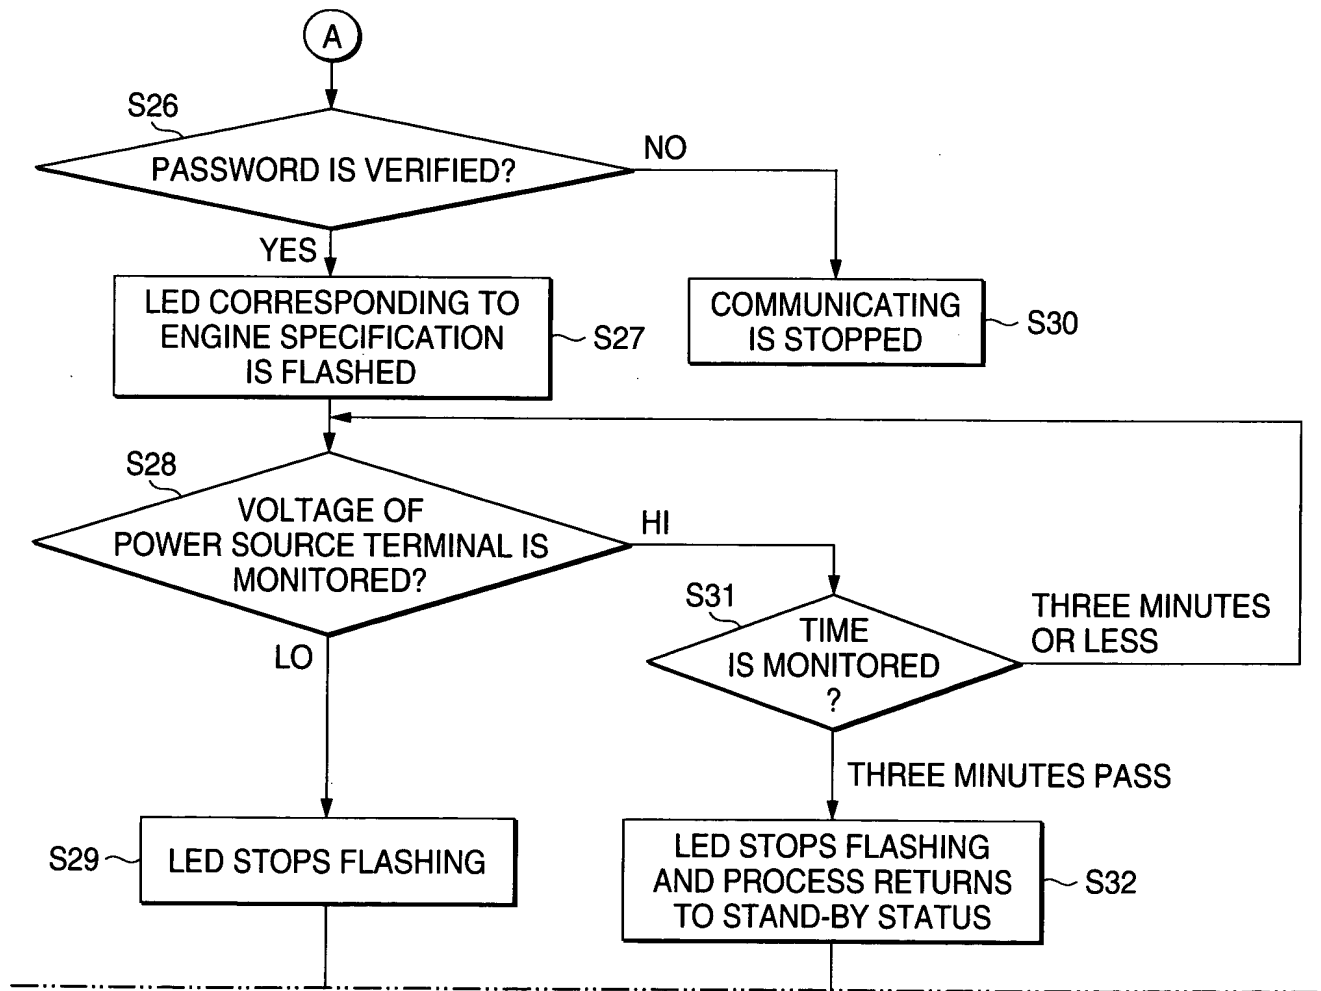 A
S26
PASSWORD IS VERIFIED?
NO
YES
LED CORRESPONDING TO
ENGINE SPECIFICATION
IS FLASHED
S27
COMMUNICATING
IS STOPPED
S30
S28
VOLTAGE OF
POWER SOURCE TERMINAL IS
MONITORED?
HI
LO
S31
TIME
IS MONITORED
?
THREE MINUTES
OR LESS
THREE MINUTES PASS
S29
LED STOPS FLASHING
LED STOPS FLASHING
AND PROCESS RETURNS
TO STAND-BY STATUS
S32